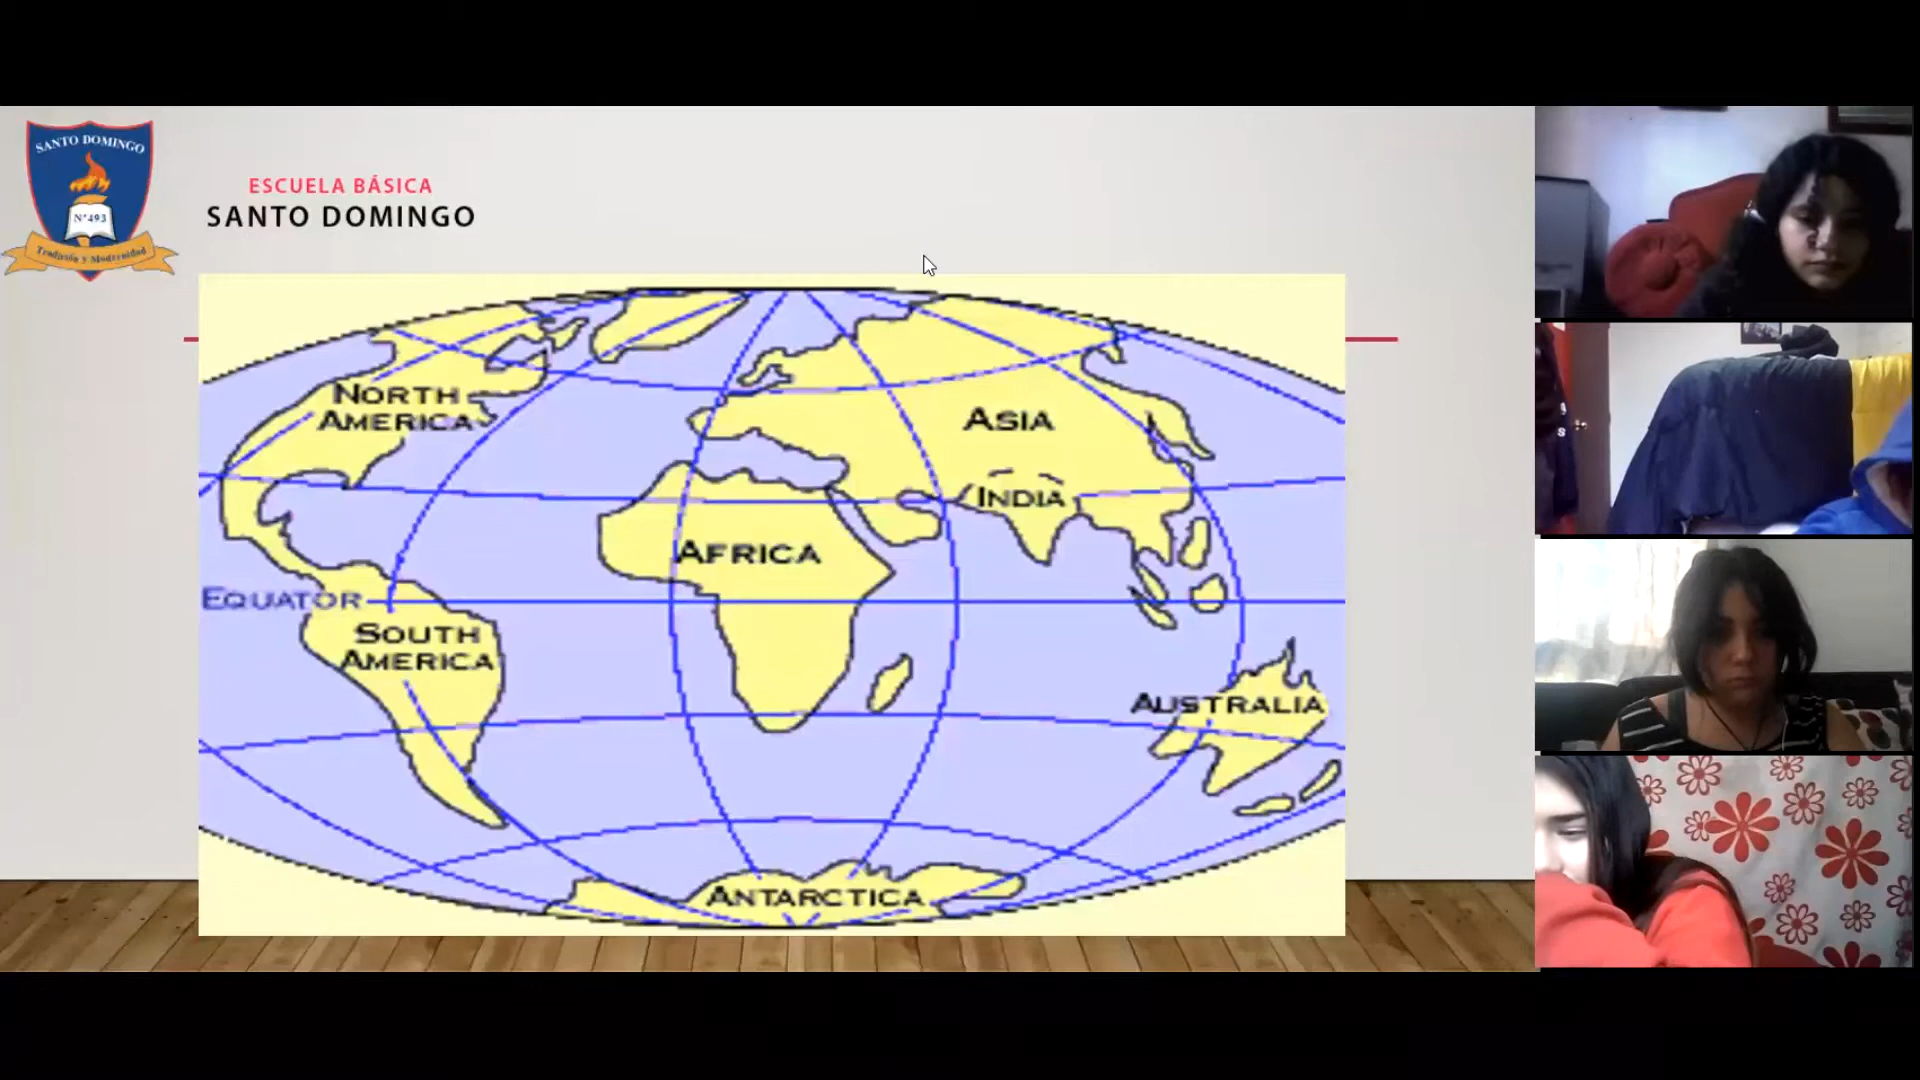 SANTO DOMINGO
N°493
Tradición y Modernidad
ESCUELA BÁSICA
SANTO DOMINGO
NORTH
AMERICA
ASIA
INDIA
AFRICA
EQUATOR
SOUTH
AMERICA
AUSTRALIA
ANTARCTICA